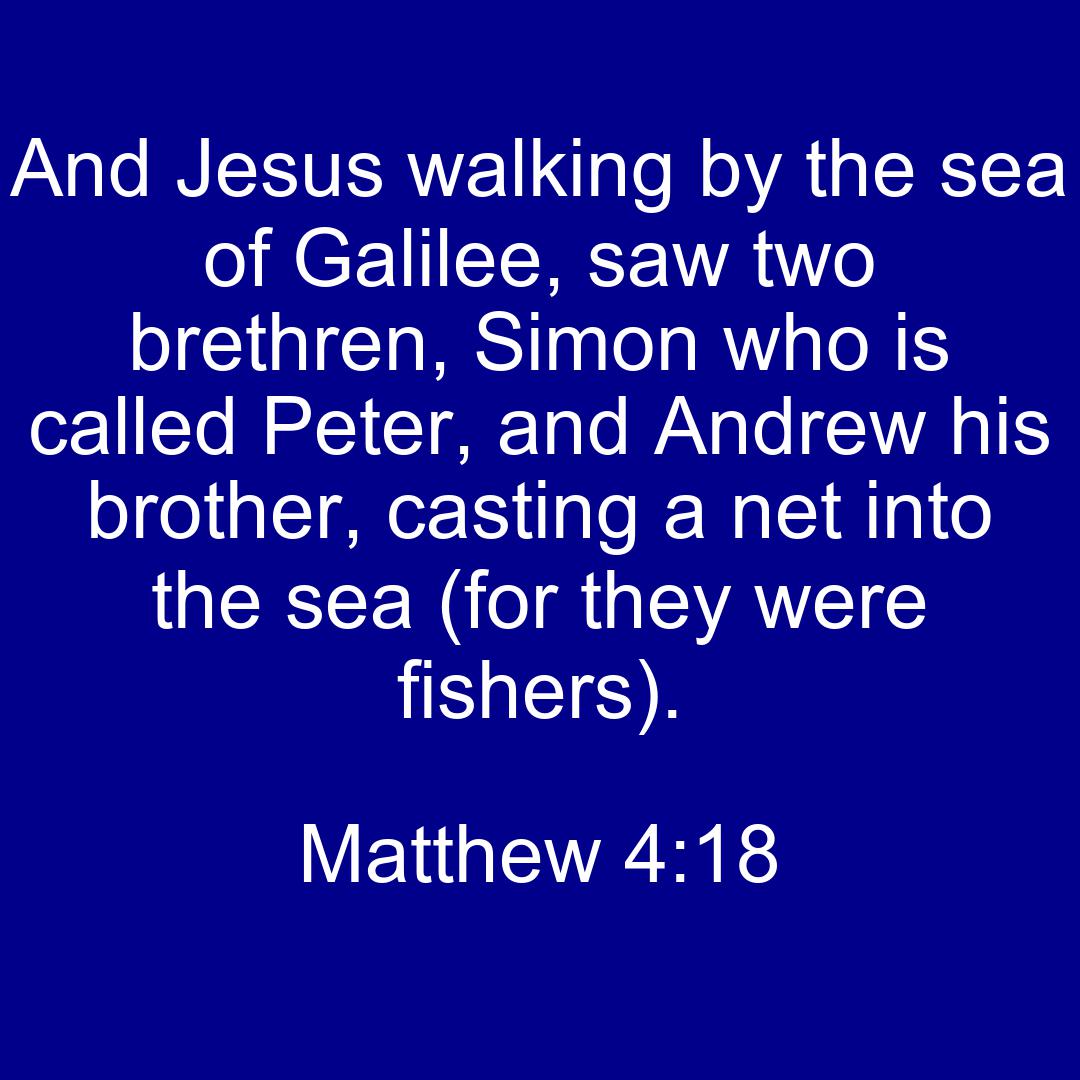 And Jesus walking by the sea
of Galilee, saw two
brethren, Simon who is
called Peter, and Andrew his
brother, casting a net into
the sea (for they were
fishers).
Matthew 4:18